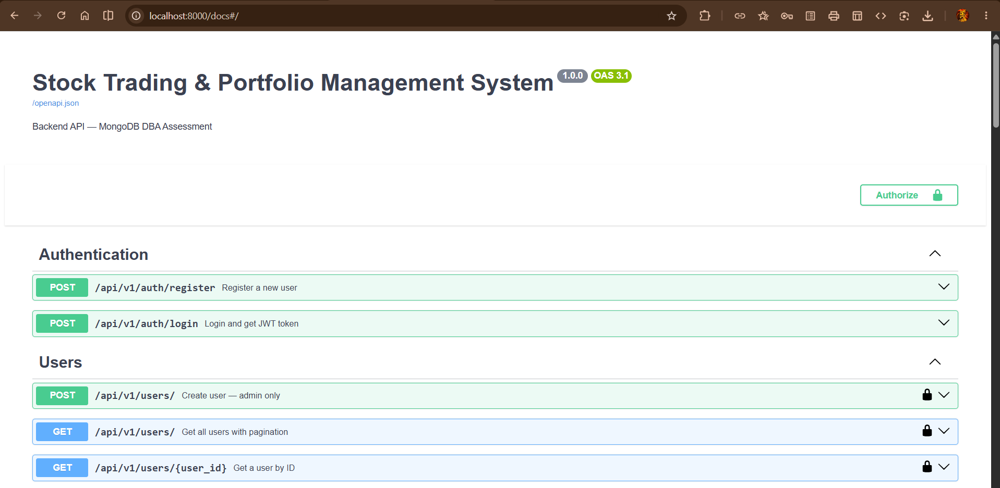 localhost:8000/docs#/
Stock Trading & Portfolio Management System 1.0.0 OAS 3.1
/openapi.json
Backend API — MongoDB DBA Assessment
Authorize
Authentication
POST /api/v1/auth/register Register a new user
POST /api/v1/auth/login Login and get JWT token
Users
POST /api/v1/users/ Create user — admin only
GET /api/v1/users/ Get all users with pagination
GET /api/v1/users/{user_id} Get a user by ID